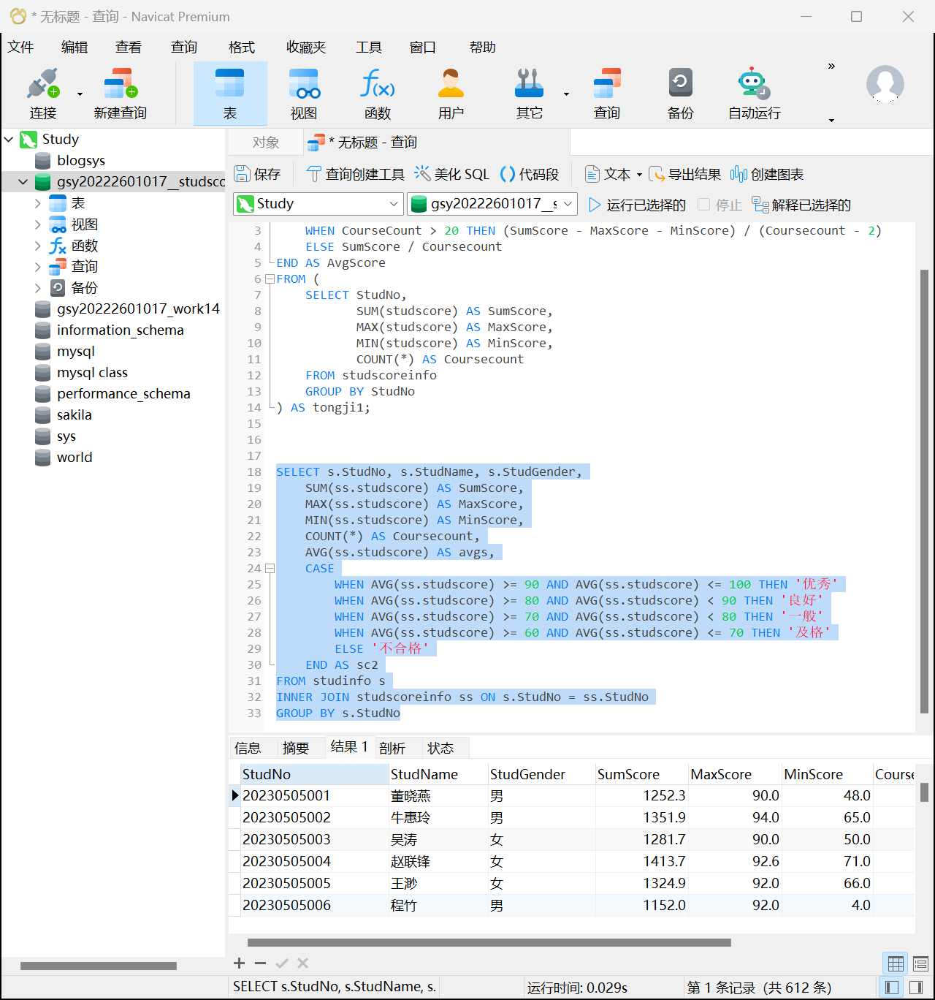 * 无标题 - 查询 - Navicat Premium
文件 编辑 查看 查询 格式 收藏夹 工具 窗口 帮助
连接 新建查询 表 视图 函数 用户 其它 查询 备份 自动运行
Study
blogsys
gsy20222601017__studsco
表
视图
函数
查询
备份
gsy20222601017_work14
information_schema
mysql
mysql class
performance_schema
sakila
sys
world
对象 * 无标题 - 查询
保存 查询创建工具 美化 SQL 代码段 文本 导出结果 创建图表
Study gsy20222601017__s 运行已选择的 停止 解释已选择的
3 WHEN CourseCount > 20 THEN (SumScore - MaxScore - MinScore) / (Coursecount - 2)
4 ELSE SumScore / Coursecount
5 END AS AvgScore
6 FROM (
7 SELECT StudNo,
8 SUM(studscore) AS SumScore,
9 MAX(studscore) AS MaxScore,
10 MIN(studscore) AS MinScore,
11 COUNT(*) AS Coursecount
12 FROM studscoreinfo
13 GROUP BY StudNo
14 ) AS tongji1;
15
16
17
18 SELECT s.StudNo, s.StudName, s.StudGender,
19 SUM(ss.studscore) AS SumScore,
20 MAX(ss.studscore) AS MaxScore,
21 MIN(ss.studscore) AS MinScore,
22 COUNT(*) AS Coursecount,
23 AVG(ss.studscore) AS avgs,
24 CASE
25 WHEN AVG(ss.studscore) >= 90 AND AVG(ss.studscore) <= 100 THEN '优秀'
26 WHEN AVG(ss.studscore) >= 80 AND AVG(ss.studscore) < 90 THEN '良好'
27 WHEN AVG(ss.studscore) >= 70 AND AVG(ss.studscore) < 80 THEN '一般'
28 WHEN AVG(ss.studscore) >= 60 AND AVG(ss.studscore) <= 70 THEN '及格'
29 ELSE '不合格'
30 END AS sc2
31 FROM studinfo s
32 INNER JOIN studscoreinfo ss ON s.StudNo = ss.StudNo
33 GROUP BY s.StudNo
信息 摘要 结果 1 剖析 状态
StudNo StudName StudGender SumScore MaxScore MinScore Course
20230505001 董晓燕 男 1252.3 90.0 48.0
20230505002 牛惠玲 男 1351.9 94.0 65.0
20230505003 吴涛 女 1281.7 90.0 50.0
20230505004 赵联锋 女 1413.7 92.6 71.0
20230505005 王渺 女 1324.9 92.0 66.0
20230505006 程竹 男 1152.0 92.0 4.0
SELECT s.StudNo, s.StudName, s. 运行时间: 0.029s 第 1 条记录（共 612 条）